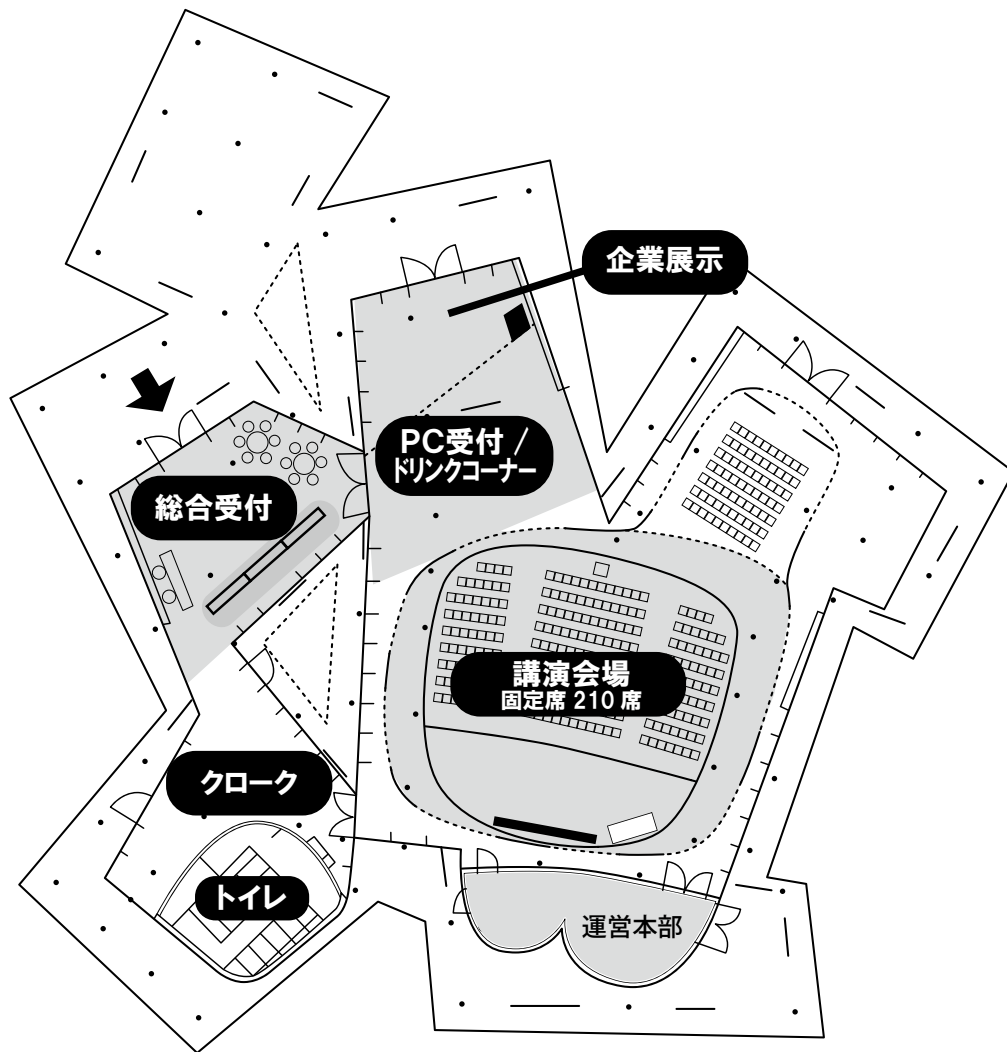 企業展示
PC受付 /
ドリンクコーナー
総合受付
講演会場
固定席 210 席
クローク
トイレ
運営本部